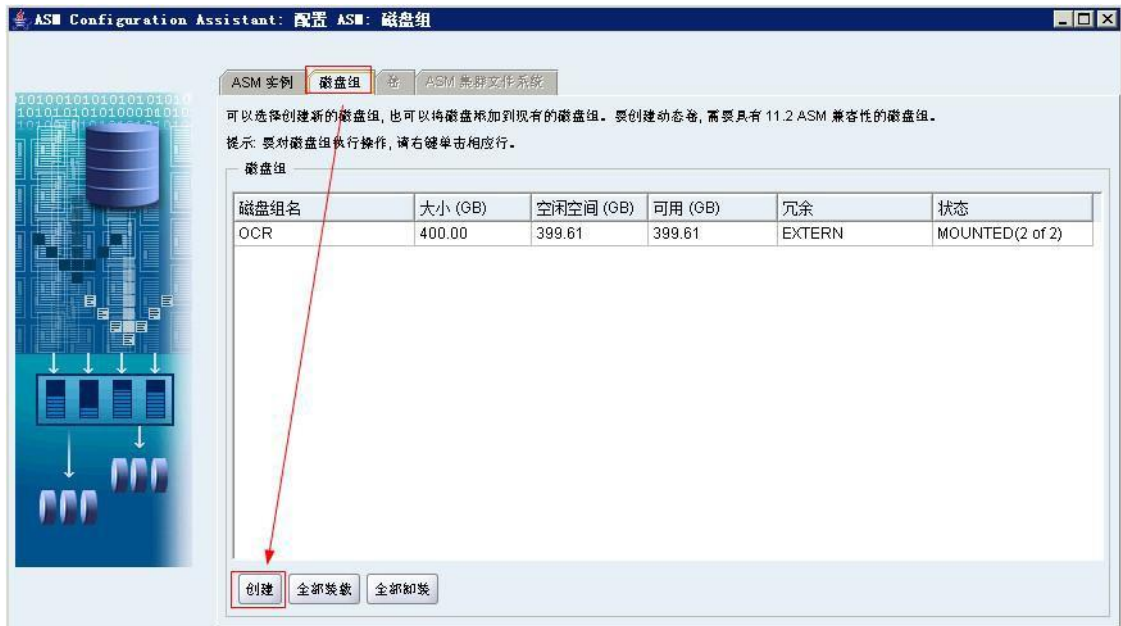 ASM Configuration Assistant: 配置 ASM: 磁盘组
ASM 实例 磁盘组 卷 ASM 集群文件系统
可以选择创建新的磁盘组, 也可以将磁盘添加到现有的磁盘组。要创建动态卷, 需要具有 11.2 ASM 兼容性的磁盘组。
提示: 要对磁盘组执行操作, 请右键单击相应行。
磁盘组
磁盘组名 大小 (GB) 空闲空间 (GB) 可用 (GB) 冗余 状态
OCR 400.00 399.61 399.61 EXTERN MOUNTED(2 of 2)
创建 全部装载 全部卸装